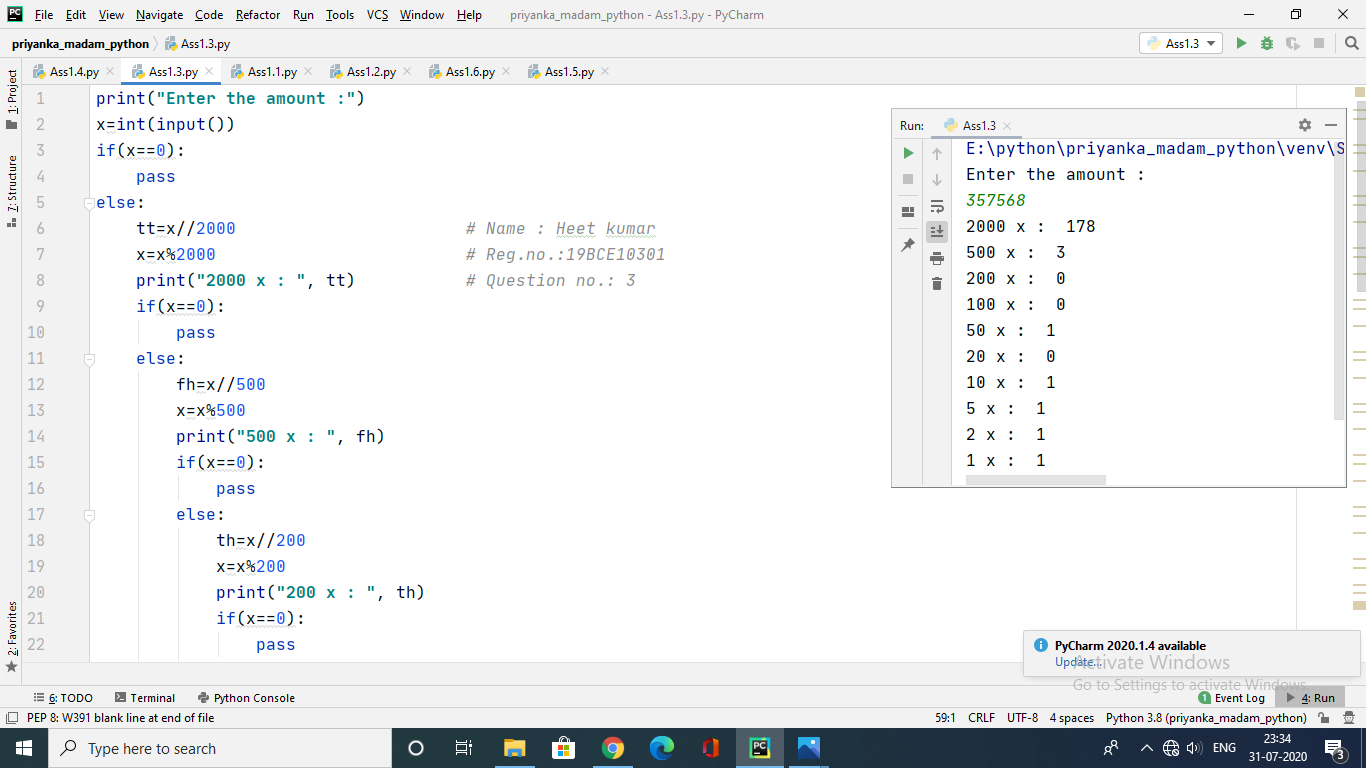 File Edit View Navigate Code Refactor Run Tools VCS Window Help priyanka_madam_python - Ass1.3.py - PyCharm
priyanka_madam_python Ass1.3.py Ass1.3
Ass1.4.py Ass1.3.py Ass1.1.py Ass1.2.py Ass1.6.py Ass1.5.py
1: Project
7: Structure
2: Favorites
1 print("Enter the amount :")
2 x=int(input())
3 if(x==0):
4 pass
5 else:
6 tt=x//2000 # Name : Heet kumar
7 x=x%2000 # Reg.no.:19BCE10301
8 print("2000 x : ", tt) # Question no.: 3
9 if(x==0):
10 pass
11 else:
12 fh=x//500
13 x=x%500
14 print("500 x : ", fh)
15 if(x==0):
16 pass
17 else:
18 th=x//200
19 x=x%200
20 print("200 x : ", th)
21 if(x==0):
22 pass
Run: Ass1.3
E:\python\priyanka_madam_python\venv\S
Enter the amount :
357568
2000 x :  178
500 x :  3
200 x :  0
100 x :  0
50 x :  1
20 x :  0
10 x :  1
5 x :  1
2 x :  1
1 x :  1
PyCharm 2020.1.4 available
Update...
Activate Windows
Go to Settings to activate Windows.
6: TODO Terminal Python Console 1 Event Log 4: Run
PEP 8: W391 blank line at end of file 59:1 CRLF UTF-8 4 spaces Python 3.8 (priyanka_madam_python)
Type here to search ENG 23:34
31-07-2020 3